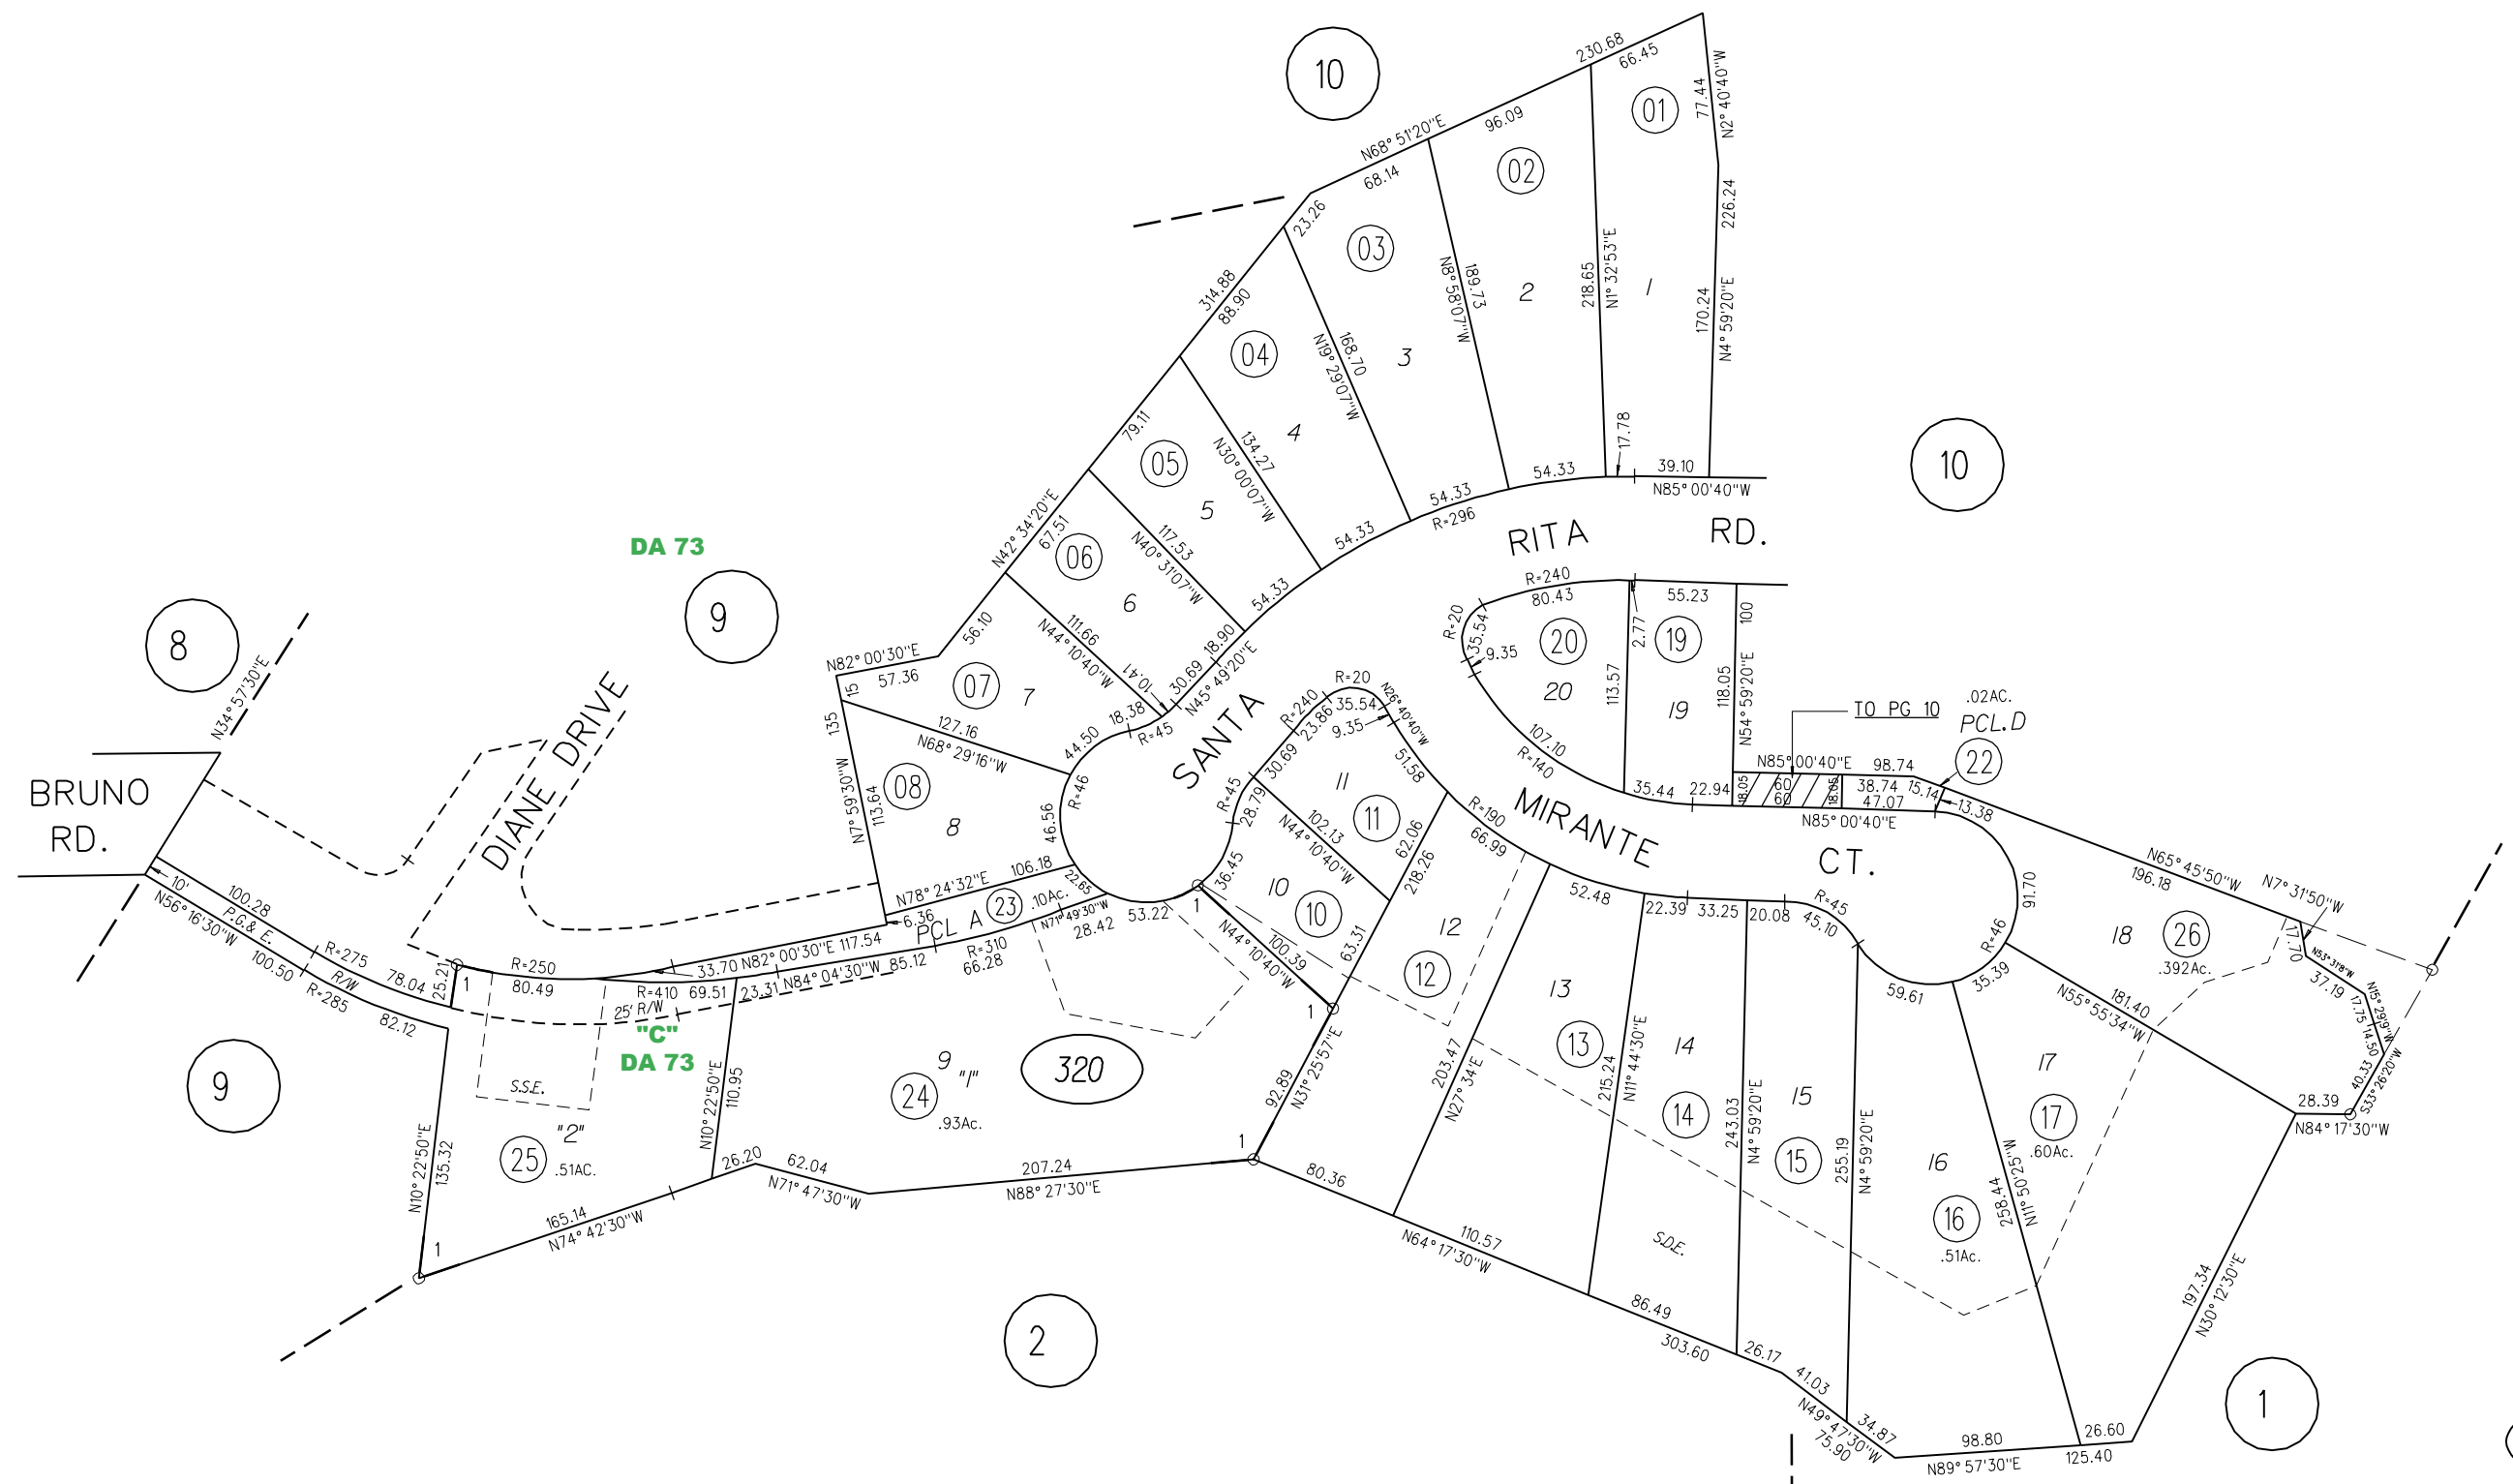 10
230.68
66.45
77.44
N2° 40'40"W
01
N68° 51'20"E
96.09
02
68.14
23.26
03
226.24
314.88
88.90
04
218.65
N1° 32'53"E
2
1
170.24
N4° 59'20"E
N8° 58'07"W
189.73
168.70
N19° 29'07"W
3
79.11
05
4
134.27
N30° 00'07"W
17.78
39.10
N85° 00'40"W
54.33
54.33
R=296
54.33
54.33
10
N42° 34'20"E
67.51
06
5
117.53
N40° 31'07"W
6
DA 73
9
8
N34° 57'30"E
56.10
111.66
N44° 10'40"W
10.41
18.90
30.69
N45° 49'20"E
RITA
RD.
N82° 00'30"E
57.36
15
07
7
127.16
N68° 29'16"W
135
18.38
R=45
44.50
SANTA
R=240
80.43
R=20
35.54
9.35
20
20
2.77
55.23
19
19
100
113.57
118.05
N54° 59'20"E
107.10
R=140
35.44
22.94
TO PG 10
.02AC.
PCL.D
22
N85° 00'40"E
98.74
18.05
60
60
18.05
38.74
47.07
15.14
13.38
N85° 00'40"E
DIANE DRIVE
BRUNO
RD.
08
8
N7° 59'30"W
113.64
R=46
46.56
R=240
23.86
R=20
35.54
9.35
N26° 40'40"W
30.69
R=45
28.79
11
11
51.58
102.13
N44° 10'40"W
36.45
62.06
218.26
R=190
66.99
MIRANTE
CT.
N65° 45'50"W
196.18
N7° 31'50"W
10'
100.28
P.G.& E.
N56° 16'30"W
100.50
R=275
R/W
R=285
78.04
82.12
25.21
1
N78° 24'32"E
106.18
22.65
6.36
PCL A
23
.10Ac.
N71° 49'30"W
28.42
53.22
1
10
10
N44° 10'40"W
100.39
63.31
12
12
52.48
22.39
33.25
20.08
R=45
45.10
R=46
91.70
18
26
.392Ac.
17.70
N53° 31'8"W
37.19
17.75
N15° 29'9"W
14.50
40.33
S33° 26'20"W
R=250
80.49
33.70
N82° 00'30"E 117.54
R=410
69.51
23.31
N84° 04'30"W
85.12
R=310
66.28
25' R/W
"C"
DA 73
59.61
35.39
181.40
N55° 55'34"W
28.39
N84° 17'30"W
9
S.S.E.
"2"
25
.51AC.
N10° 22'50"E
135.32
N10° 22'50"E
110.95
9 "1"
24
.93Ac.
320
1
92.89
N31° 25'57"E
1
13
13
203.47
N27° 34'E
14
14
215.24
N11° 44'30"E
15
15
243.03
N4° 59'20"E
255.19
N4° 59'20"E
16
16
.51Ac.
17
17
.60Ac.
258.44
N11° 50'25"W
26.20
62.04
N71° 47'30"W
207.24
N88° 27'30"E
80.36
165.14
N74° 42'30"W
1
110.57
N64° 17'30"W
S.D.E.
86.49
303.60
26.17
41.03
N49° 47'30"W
75.90
34.87
197.34
N30° 12'30"E
98.80
N89° 57'30"E
26.60
125.40
2
1